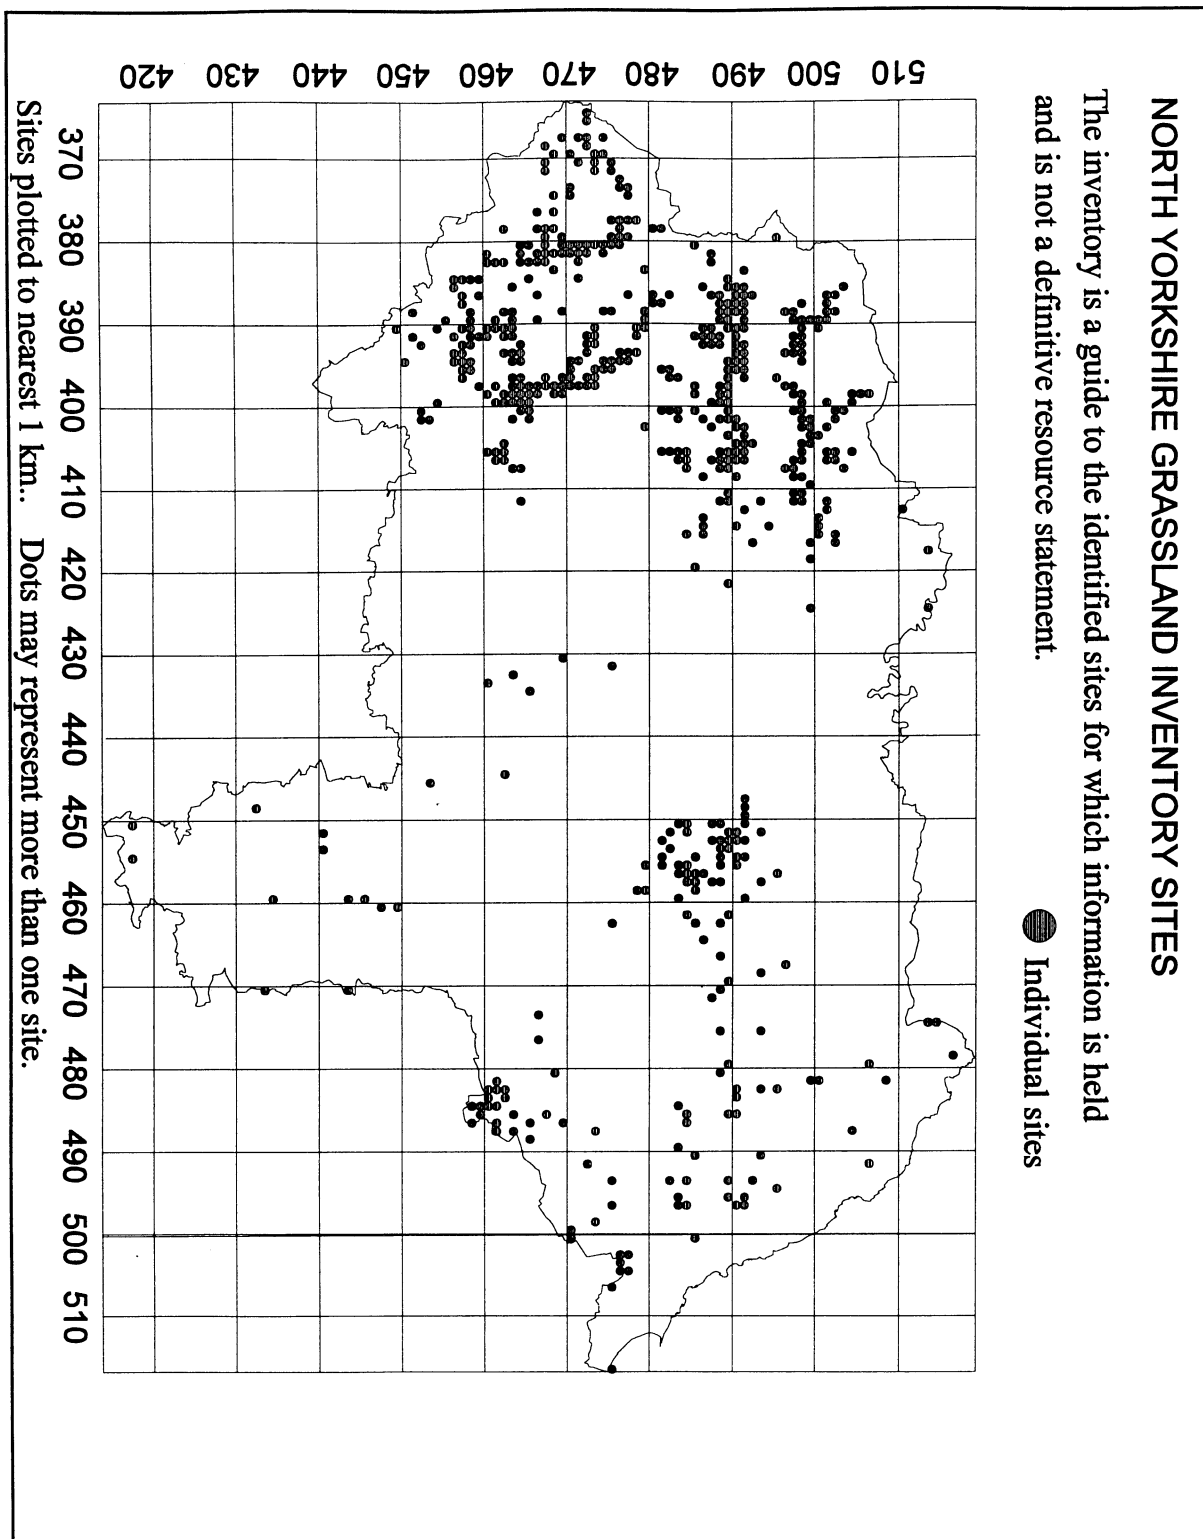 NORTH YORKSHIRE GRASSLAND INVENTORY SITES
The inventory is a guide to the identified sites for which information is held
and is not a definitive resource statement.
Individual sites
510
500
490
480
470
460
450
440
430
420
370 380 390 400 410 420 430 440 450 460 470 480 490 500 510
Sites plotted to nearest 1 km.. Dots may represent more than one site.